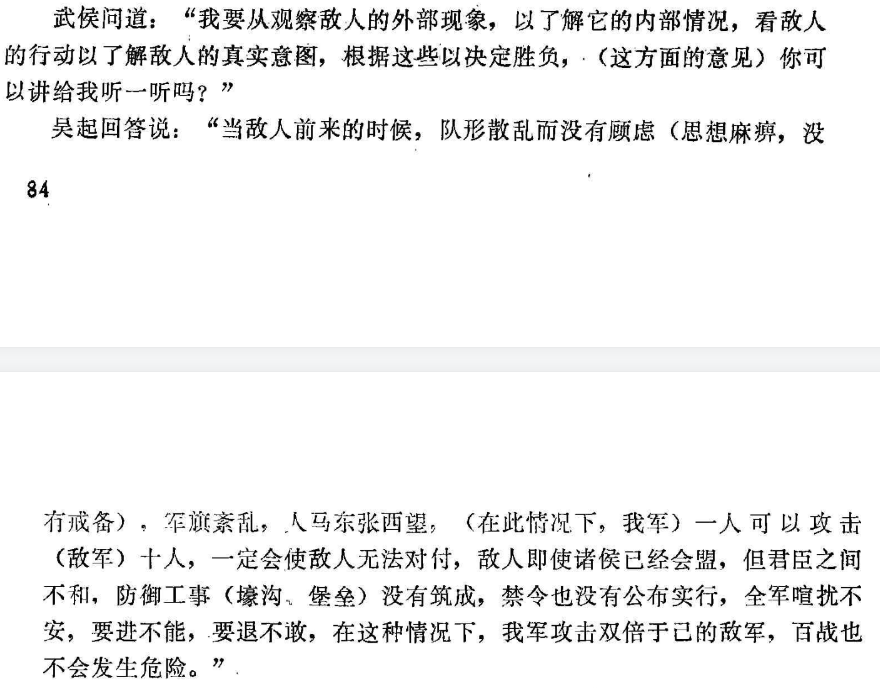 武侯问道：“我要从观察敌人的外部现象，以了解它的内部情况，看敌人
的行动以了解敌人的真实意图，根据这些以决定胜负，（这方面的意见）你可
以讲给我听一听吗？”
吴起回答说：“当敌人前来的时候，队形散乱而没有顾虑（思想麻痹，没
84
有戒备），军旗紊乱，人马东张西望，（在此情况下，我军）一人可以攻击
（敌军）十人，一定会使敌人无法对付，敌人即使诸侯已经会盟，但君臣之间
不和，防御工事（壕沟、堡垒）没有筑成，禁令也没有公布实行，全军喧扰不
安，要进不能，要退不敢，在这种情况下，我军攻击双倍于己的敌军，百战也
不会发生危险。”